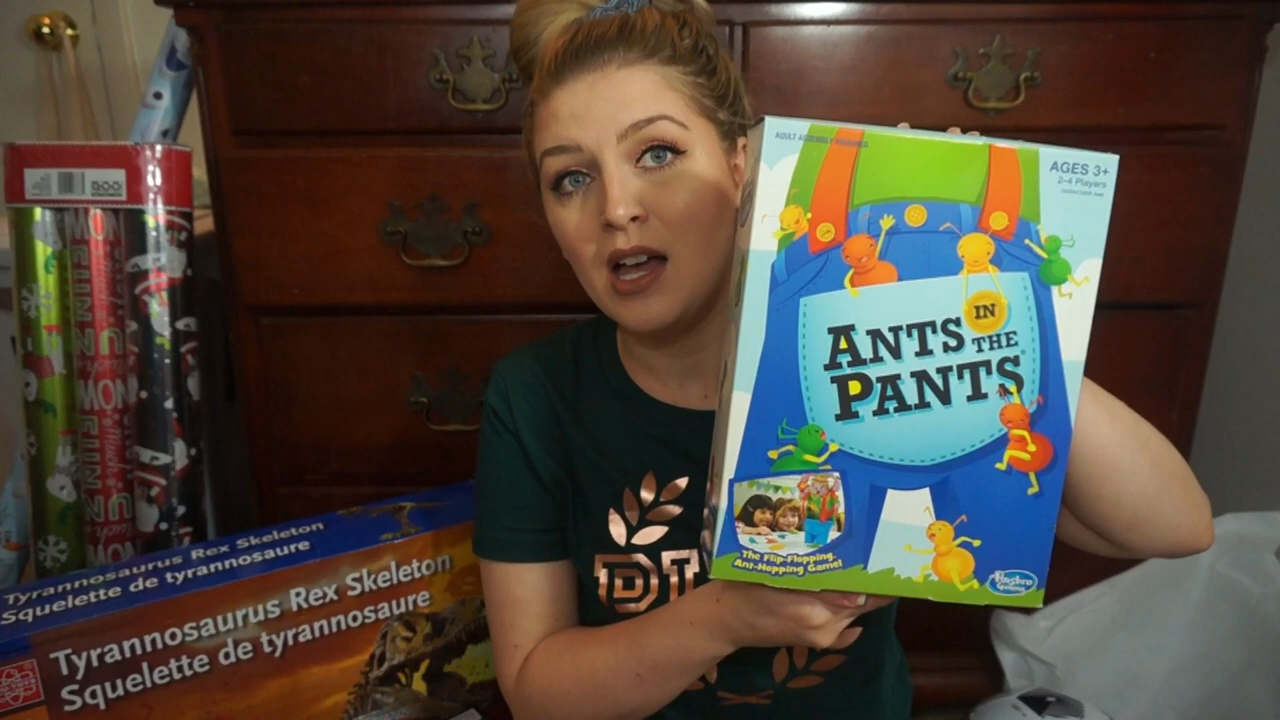 ADULT ASSEMBLY REQUIRED.
AGES 3+
2-4 Players
ANTS
IN
THE
PANTS
The Flip-Flopping,
Ant-Hopping Game!
Hasbro
Gaming
Tyrannosaurus Rex Skeleton
Squelette de tyrannosaure
Tyrannosaurus Rex Skeleton
Squelette de tyrannosaure